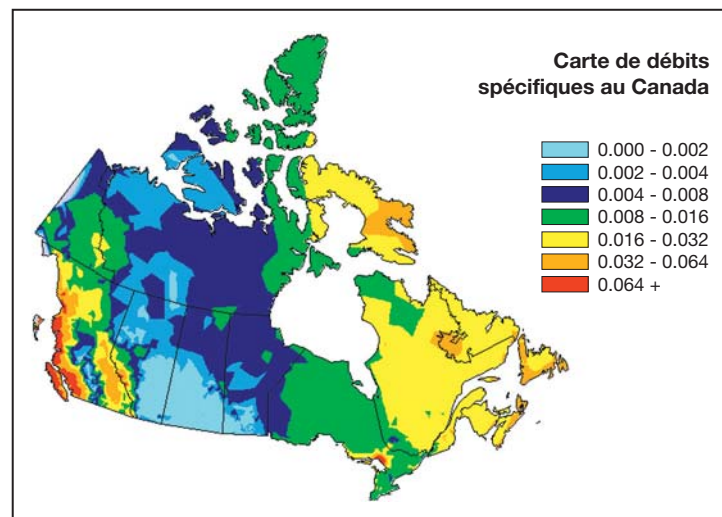 Carte de débits
spécifiques au Canada
0.000 - 0.002
0.002 - 0.004
0.004 - 0.008
0.008 - 0.016
0.016 - 0.032
0.032 - 0.064
0.064 +